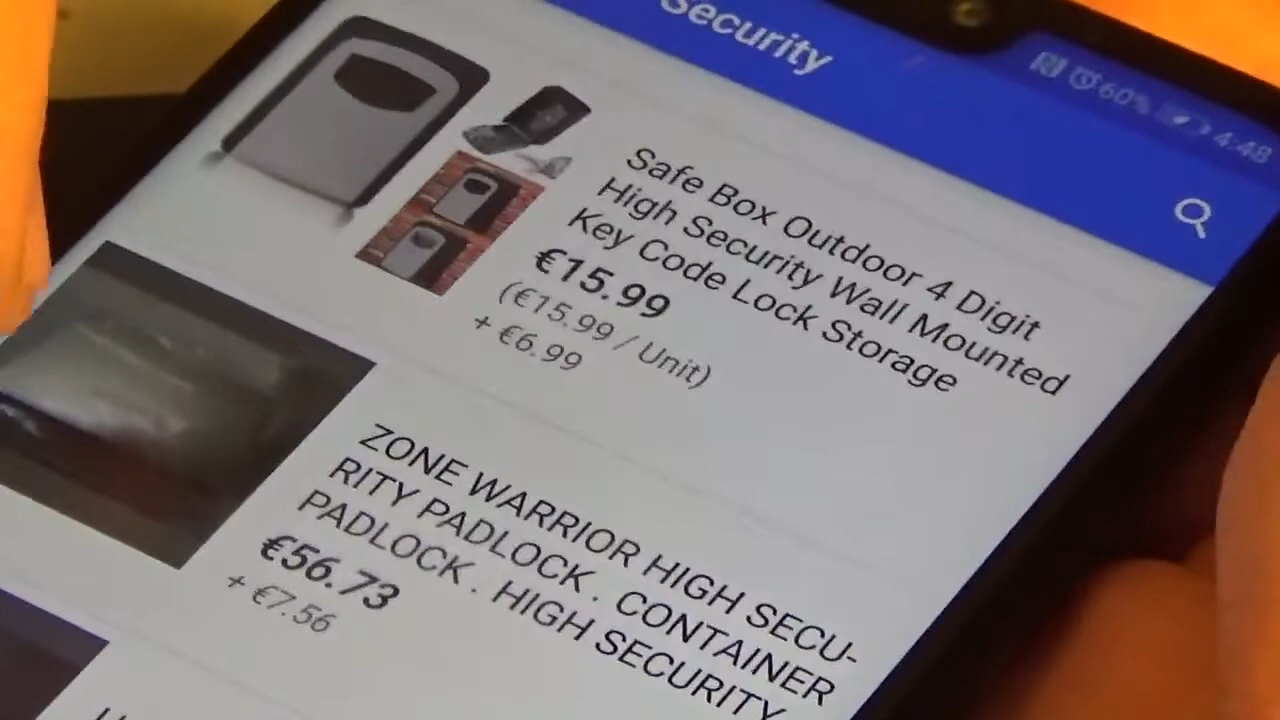 Security
60%
4:48
Safe Box Outdoor 4 Digit
High Security Wall Mounted
Key Code Lock Storage
€15.99
(€15.99 / Unit)
+ €6.99
ZONE WARRIOR HIGH SECU-
RITY PADLOCK . CONTAINER
PADLOCK . HIGH SECURITY
€56.73
+ €7.56